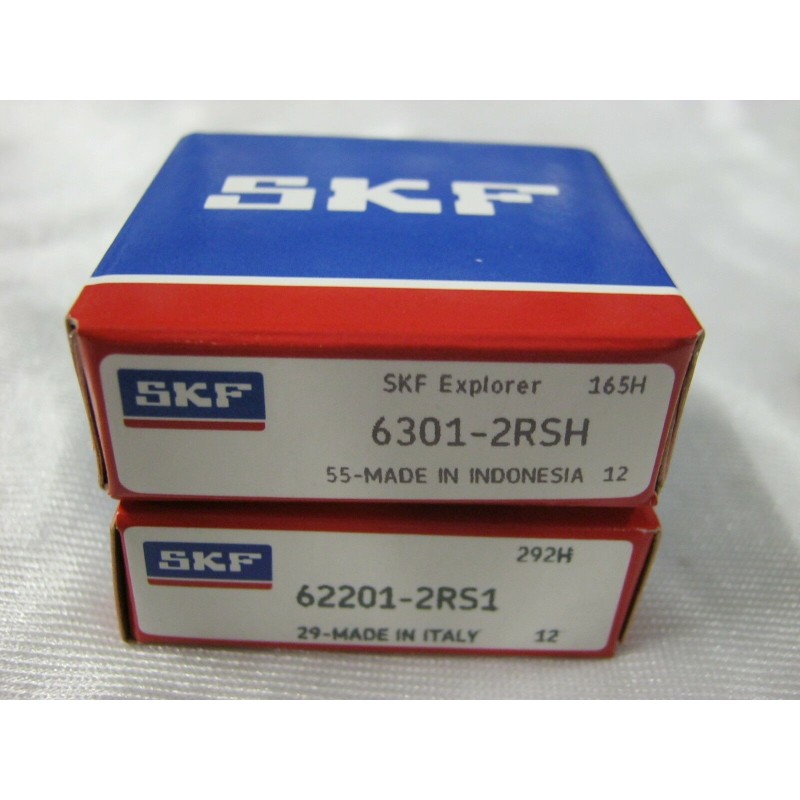 SKF
SKF
SKF Explorer 165H
6301-2RSH
55-MADE IN INDONESIA 12
SKF
292H
62201-2RS1
29-MADE IN ITALY 12